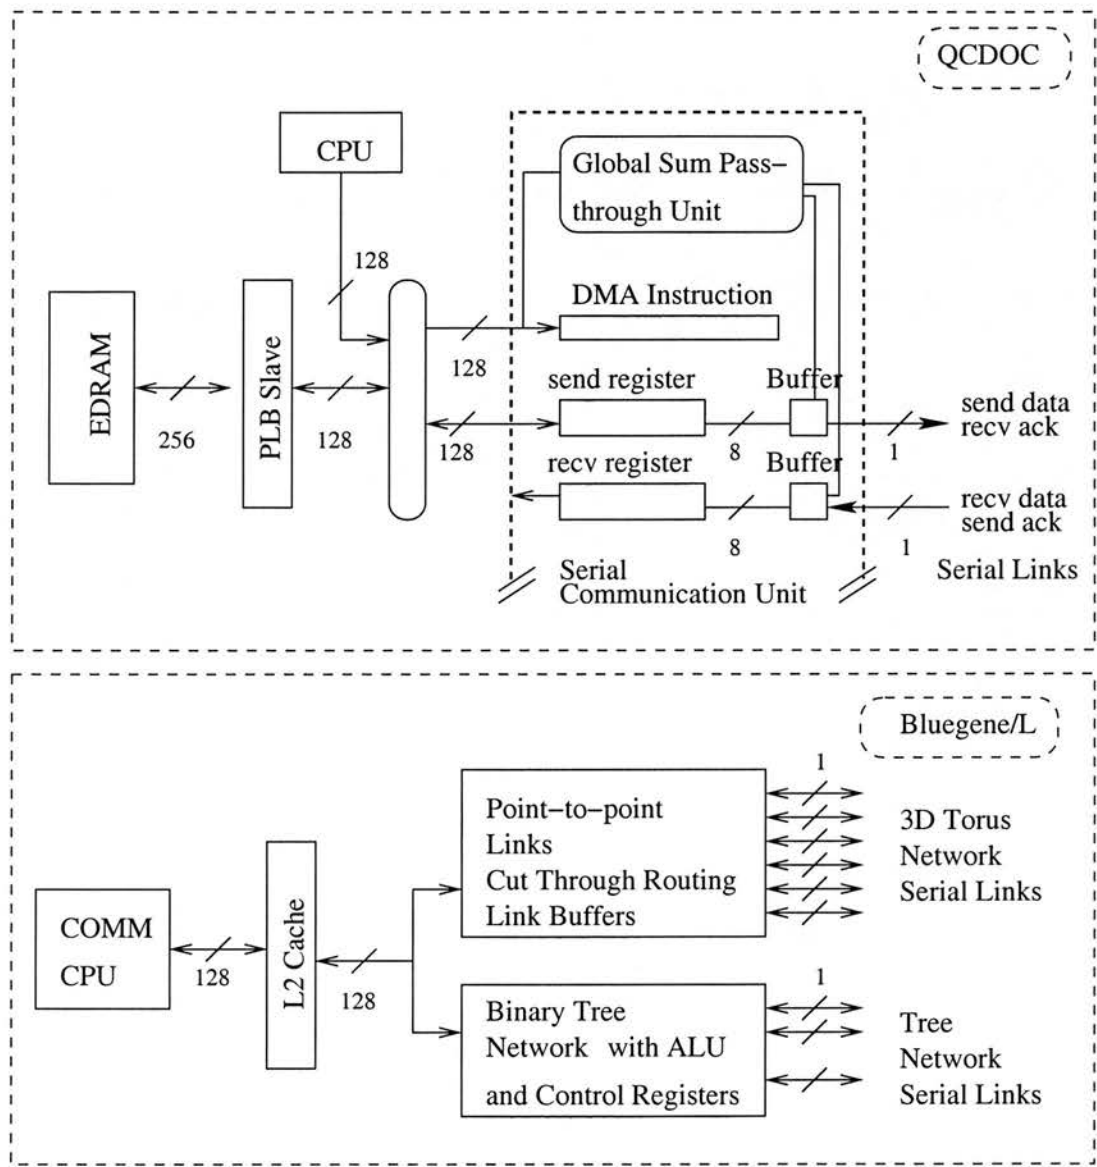 QCDOC
CPU
Global Sum Pass–
through Unit
128
DMA Instruction
EDRAM
PLB Slave
128
send register
Buffer
send data
recv ack
256
128
128
8
1
recv register
Buffer
recv data
send ack
8
1
Serial
Communication Unit
Serial Links
Bluegene/L
1
Point–to–point
Links
Cut Through Routing
Link Buffers
3D Torus
Network
Serial Links
COMM
CPU
128
L2 Cache
128
1
Binary Tree
Network with ALU
and Control Registers
Tree
Network
Serial Links